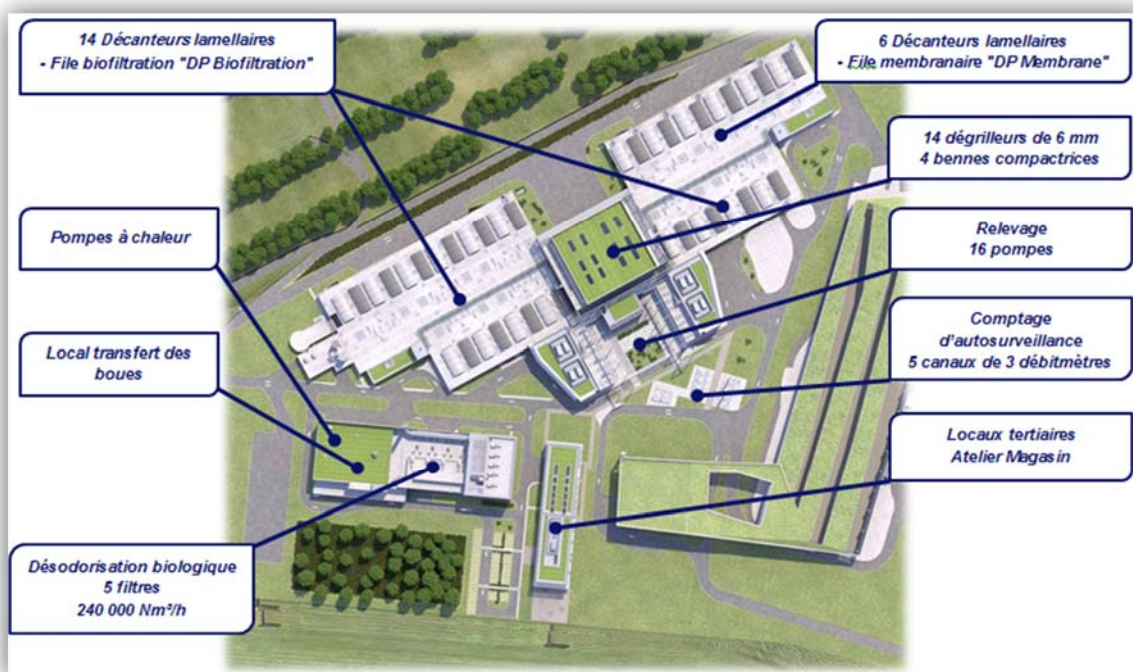 14 Décanteurs lamellaires
- File biofiltration "DP Biofiltration"
6 Décanteurs lamellaires
- File membranaire "DP Membrane"
14 dégrilleurs de 6 mm
4 bennes compactrices
Pompes à chaleur
Relevage
16 pompes
Local transfert des
boues
Comptage
d'autosurveillance
5 canaux de 3 débitmètres
Locaux tertiaires
Atelier Magasin
Désodorisation biologique
5 filtres
240 000 Nm³/h